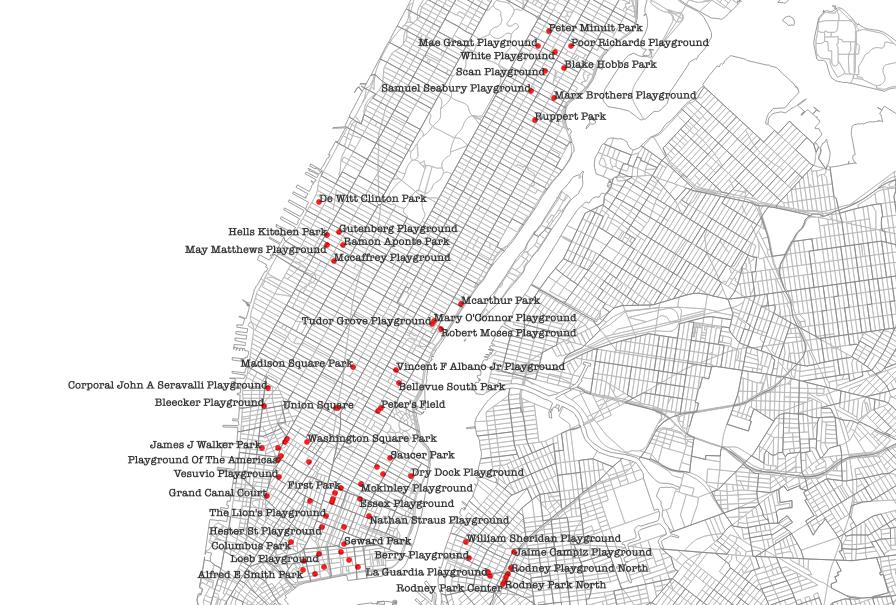 Peter Minuit Park
Mae Grant Playground
Poor Richards Playground
White Playground
Blake Hobbs Park
Scan Playground
Samuel Seabury Playground
Marx Brothers Playground
Ruppert Park
De Witt Clinton Park
Hells Kitchen Park
Gutenberg Playground
Ramon Aponte Park
May Matthews Playground
Mccaffrey Playground
Mcarthur Park
Tudor Grove Playground
Mary O'Connor Playground
Robert Moses Playground
Madison Square Park
Vincent F Albano Jr Playground
Corporal John A Seravalli Playground
Bellevue South Park
Bleecker Playground
Union Square
Peter's Field
James J Walker Park
Washington Square Park
Playground Of The Americas
Saucer Park
Vesuvio Playground
Dry Dock Playground
First Park
Mckinley Playground
Grand Canal Court
Essex Playground
The Lion's Playground
Nathan Straus Playground
Hester St Playground
Columbus Park
Seward Park
William Sheridan Playground
Loeb Playground
Berry Playground
Jaime Campiz Playground
Alfred E Smith Park
La Guardia Playground
Rodney Playground North
Rodney Park Center
Rodney Park North